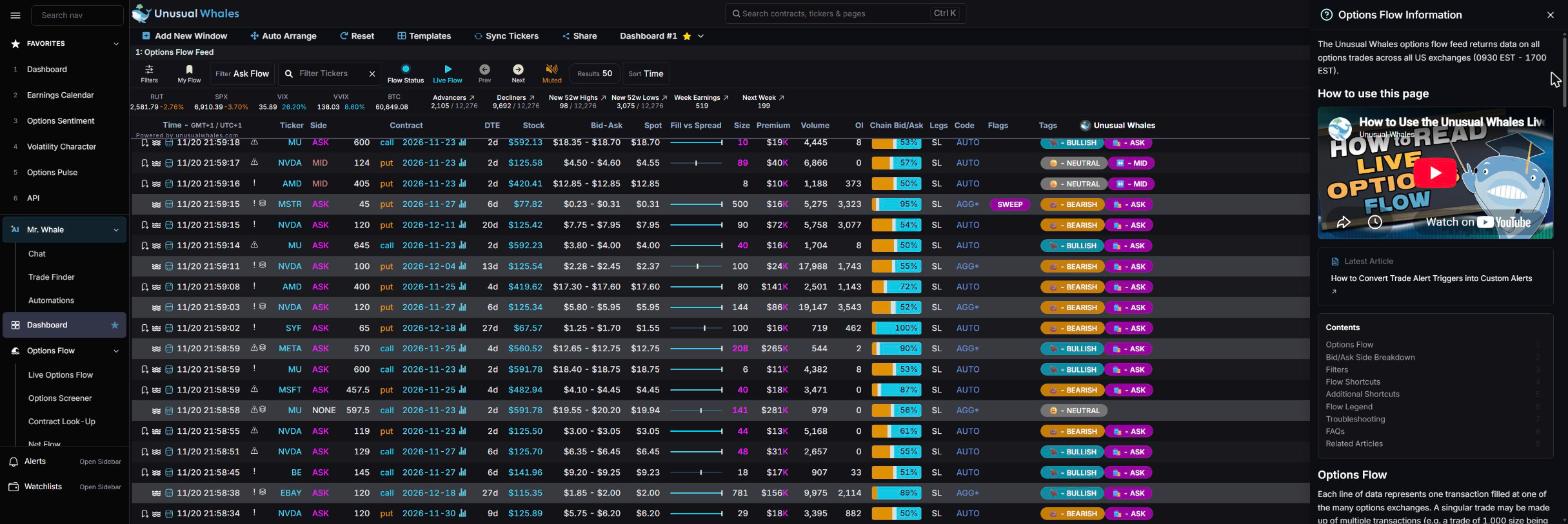 Search nav
Unusual Whales
Search contracts, tickers & pages Ctrl K
Options Flow Information
FAVORITES
1 Dashboard
2 Earnings Calendar
3 Options Sentiment
4 Volatility Character
5 Options Pulse
6 API
Mr. Whale
Chat
Trade Finder
Automations
Dashboard
Options Flow
Live Options Flow
Options Screener
Contract Look-Up
Net Flow
Alerts Open Sidebar
Watchlists Open Sidebar
Add New Window Auto Arrange Reset Templates Sync Tickers Share Dashboard #1
1: Options Flow Feed
Filters My Flow Filter Ask Flow Filter Tickers Flow Status Live Flow Prev Next Muted Results 50 Sort Time
RUT SPX VIX VVIX BTC Advancers Decliners New 52w Highs New 52w Lows Week Earnings Next Week
2,581.79 -2.76% 6,910.39 -3.70% 35.89 26.20% 138.03 6.80% 60,649.08 2,105 / 12,276 9,692 / 12,276 98 / 12,276 3,075 / 12,276 519 199
Time - GMT+1 / UTC+1 Ticker Side Contract DTE Stock Bid-Ask Spot Fill vs Spread Size Premium Volume OI Chain Bid/Ask Legs Code Flags Tags Unusual Whales
Powered by unusualwhales.com
11/20 21:59:18 MU ASK 600 call 2026-11-23 2d $592.13 $18.35 - $18.70 $18.70 10 $19K 4,445 8 53% SL AUTO - BULLISH - ASK
11/20 21:59:17 NVDA MID 124 put 2026-11-23 2d $125.58 $4.50 - $4.60 $4.55 89 $40K 6,866 0 57% SL AUTO - NEUTRAL - MID
11/20 21:59:16 AMD MID 405 put 2026-11-23 2d $420.41 $12.85 - $12.85 $12.85 8 $10K 1,188 373 50% SL AUTO - NEUTRAL - MID
11/20 21:59:15 MSTR ASK 45 put 2026-11-27 6d $77.82 $0.23 - $0.31 $0.31 500 $16K 5,275 3,323 95% SL AGG+ SWEEP - BEARISH - ASK
11/20 21:59:15 NVDA ASK 120 put 2026-12-11 20d $125.42 $7.75 - $7.95 $7.95 90 $72K 5,758 3,077 54% SL AUTO - BEARISH - ASK
11/20 21:59:14 MU ASK 645 call 2026-11-23 2d $592.23 $3.80 - $4.00 $4.00 40 $16K 1,704 8 50% SL AUTO - BULLISH - ASK
11/20 21:59:11 NVDA ASK 100 put 2026-12-04 13d $125.54 $2.28 - $2.45 $2.37 100 $24K 17,988 1,743 55% SL AGG+ - BEARISH - ASK
11/20 21:59:08 AMD ASK 400 put 2026-11-25 4d $419.62 $17.30 - $17.60 $17.60 80 $141K 2,501 1,143 72% SL AUTO - BEARISH - ASK
11/20 21:59:03 NVDA ASK 120 put 2026-11-27 6d $125.34 $5.80 - $5.95 $5.95 144 $86K 19,147 3,543 52% SL AGG+ - BEARISH - ASK
11/20 21:59:02 SYF ASK 65 put 2026-12-18 27d $67.57 $1.25 - $1.70 $1.55 100 $16K 719 462 100% SL AUTO - BEARISH - ASK
11/20 21:58:59 META ASK 570 call 2026-11-25 4d $560.52 $12.65 - $12.75 $12.75 208 $265K 544 2 90% SL AGG+ - BULLISH - ASK
11/20 21:58:59 MU ASK 600 call 2026-11-23 2d $591.78 $18.40 - $18.75 $18.75 6 $11K 4,382 8 53% SL AUTO - BULLISH - ASK
11/20 21:58:59 MSFT ASK 457.5 put 2026-11-25 4d $482.94 $4.10 - $4.45 $4.45 40 $18K 3,471 0 87% SL AUTO - BEARISH - ASK
11/20 21:58:58 MU NONE 597.5 call 2026-11-23 2d $591.78 $19.55 - $20.20 $19.94 141 $281K 979 0 56% SL AGG+ - NEUTRAL
11/20 21:58:55 NVDA ASK 119 put 2026-11-23 2d $125.50 $3.00 - $3.05 $3.05 44 $13K 5,168 0 61% SL AUTO - BEARISH - ASK
11/20 21:58:51 NVDA ASK 129 call 2026-11-27 6d $125.70 $6.35 - $6.45 $6.45 48 $31K 2,657 0 55% SL AUTO - BULLISH - ASK
11/20 21:58:45 BE ASK 145 call 2026-11-27 6d $141.96 $9.20 - $9.25 $9.23 18 $17K 907 33 51% SL AUTO - BULLISH - ASK
11/20 21:58:38 EBAY ASK 120 call 2026-12-18 27d $115.35 $1.85 - $2.00 $2.00 781 $156K 9,975 2,114 89% SL AGG+ - BULLISH - ASK
11/20 21:58:34 NVDA ASK 120 put 2026-11-30 9d $125.89 $5.75 - $6.20 $6.20 29 $18K 3,395 882 50% SL AUTO - BEARISH - ASK
The Unusual Whales options flow feed returns data on all
options trades across all US exchanges (0930 EST - 1700
EST).
How to use this page
How to Use the Unusual Whales Liv
Unusual Whales
HOW to READ
LIVE
OPTIONS
FLOW
Watch on YouTube
Latest Article
How to Convert Trade Alert Triggers into Custom Alerts
Contents
Options Flow
Bid/Ask Side Breakdown
Filters
Flow Shortcuts
Additional Shortcuts
Flow Legend
Troubleshooting
FAQs
Related Articles
Options Flow
Each line of data represents one transaction filled at one of
the many options exchanges. A singular trade may be made
up of multiple transactions (e.g. a trade of 1,000 size being